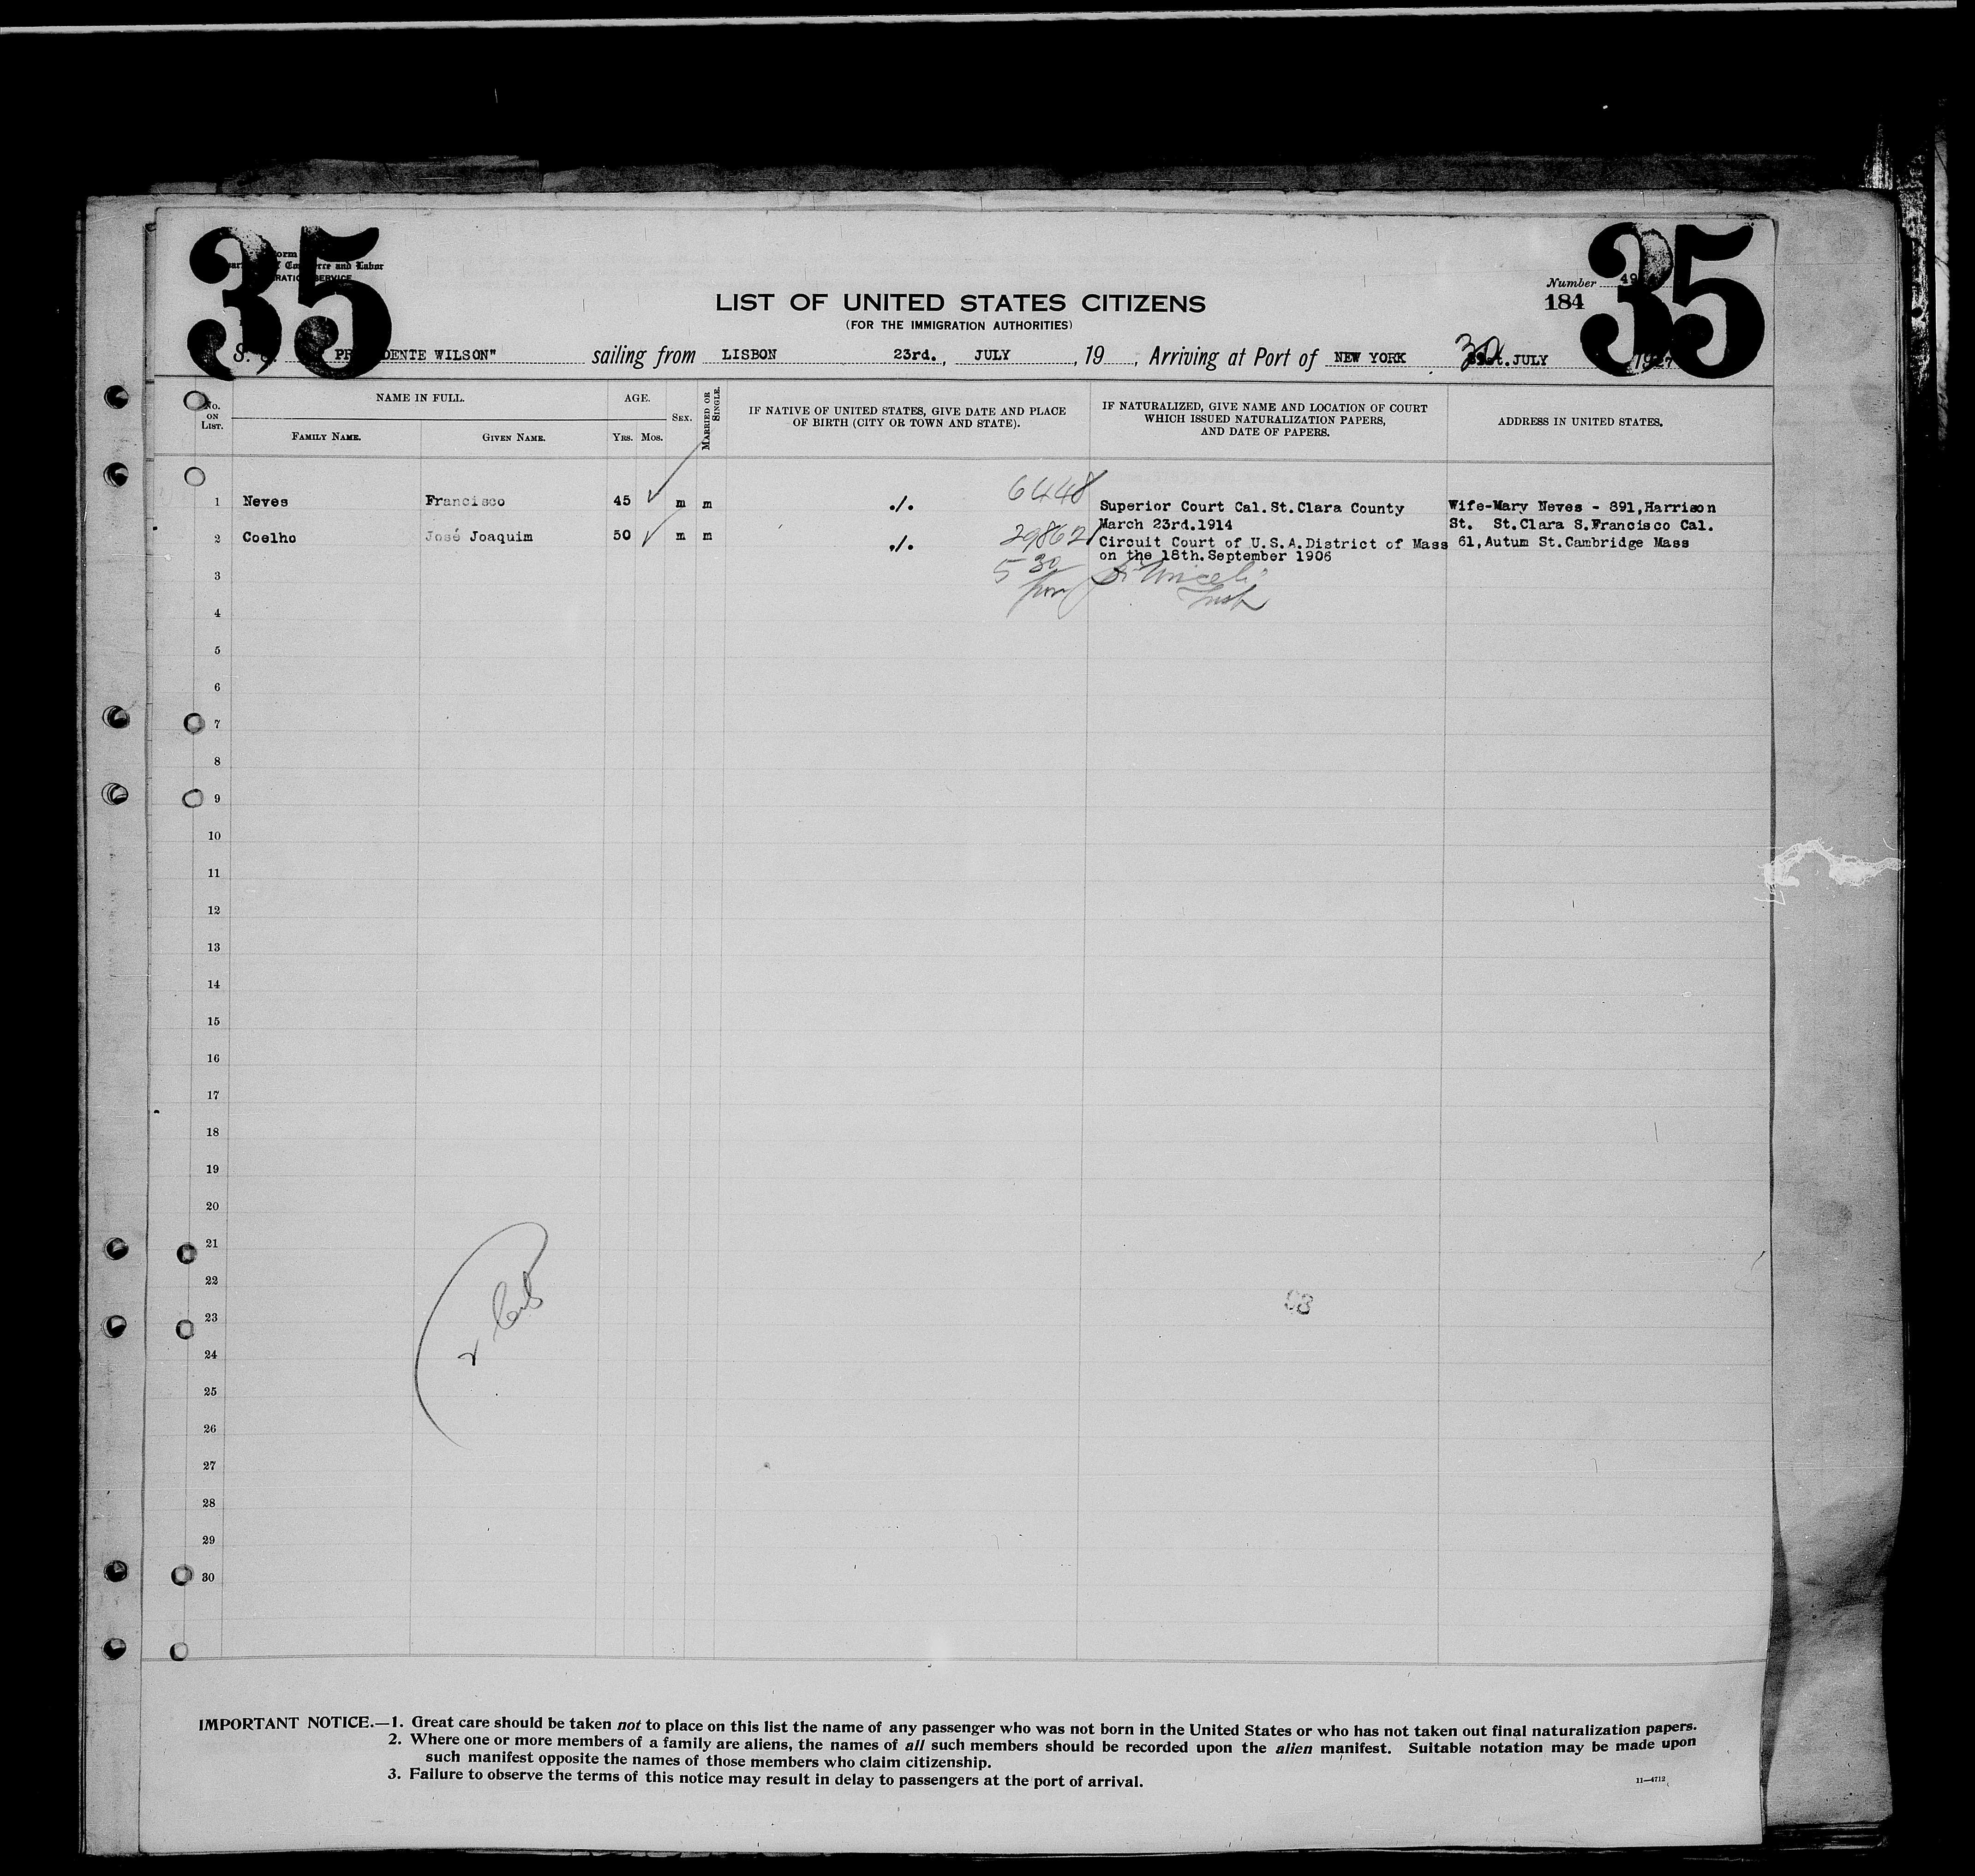 35
35
Commerce and Labor
Number
184
LIST OF UNITED STATES CITIZENS
(FOR THE IMMIGRATION AUTHORITIES)
WILSON" sailing from LISBON 23rd., JULY, 19 , Arriving at Port of NEW YORK 30 JULY
No. ON LIST.
NAME IN FULL.
FAMILY NAME. GIVEN NAME.
AGE.
YRS. MOS.
SEX.
MARRIED OR SINGLE.
IF NATIVE OF UNITED STATES, GIVE DATE AND PLACE
OF BIRTH (CITY OR TOWN AND STATE).
IF NATURALIZED, GIVE NAME AND LOCATION OF COURT
WHICH ISSUED NATURALIZATION PAPERS,
AND DATE OF PAPERS.
ADDRESS IN UNITED STATES.
6448
1 Neves Francisco 45 m m ./. Superior Court Cal.St.Clara County Wife-Mary Neves - 891,Harrison
March 23rd.1914 St. St.Clara S.Francisco Cal.
2 Coelho José Joaquim 50 m m ./. 29862 Circuit Court of U.S.A.District of Mass 61,Autum St.Cambridge Mass
on the 18th.September 1906
5 30
3
4
5
6
7
8
9
10
11
12
13
14
15
16
17
18
19
20
21
22
23
24
25
26
27
28
29
30
IMPORTANT NOTICE.—1. Great care should be taken not to place on this list the name of any passenger who was not born in the United States or who has not taken out final naturalization papers.
2. Where one or more members of a family are aliens, the names of all such members should be recorded upon the alien manifest. Suitable notation may be made upon
such manifest opposite the names of those members who claim citizenship.
3. Failure to observe the terms of this notice may result in delay to passengers at the port of arrival.
11—4712